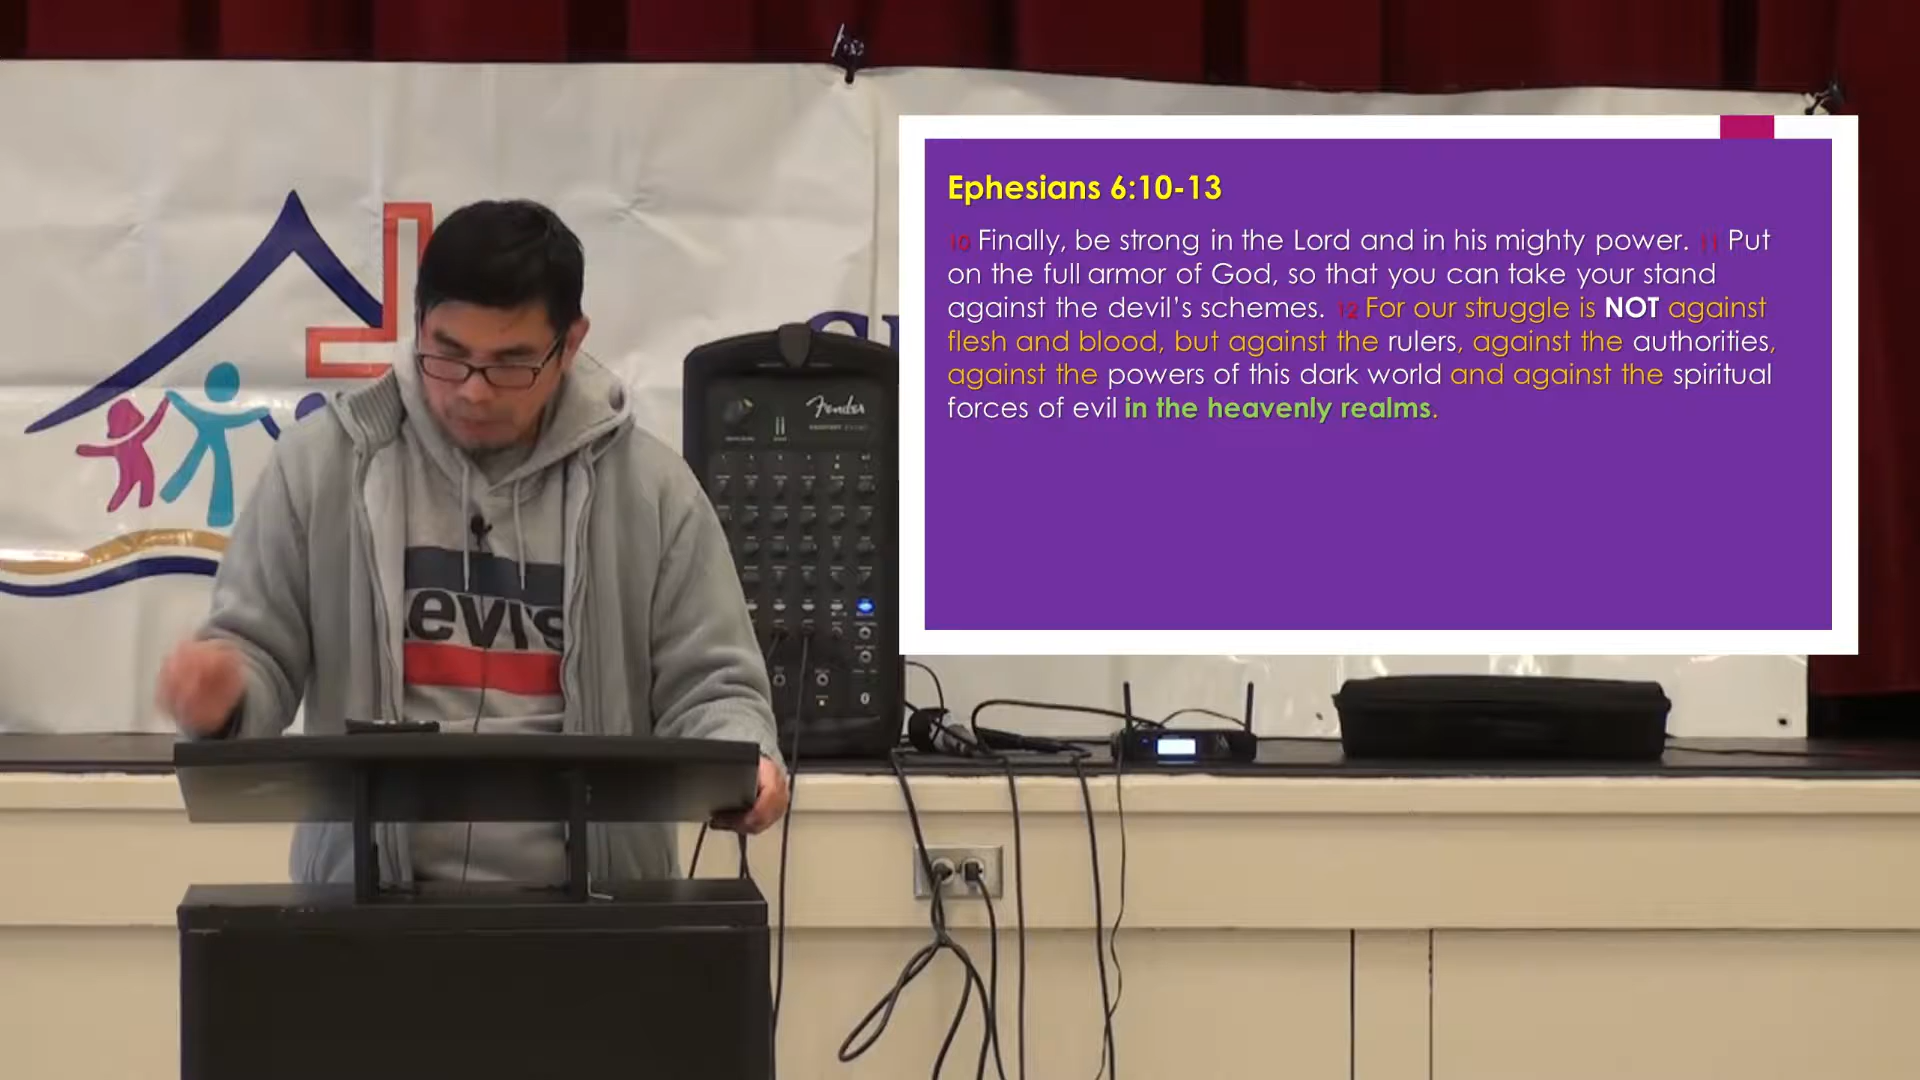 Ephesians 6:10-13
10 Finally, be strong in the Lord and in his mighty power. 11 Put
on the full armor of God, so that you can take your stand
against the devil’s schemes. 12 For our struggle is NOT against
flesh and blood, but against the rulers, against the authorities,
against the powers of this dark world and against the spiritual
forces of evil in the heavenly realms.
Fender
Levi's